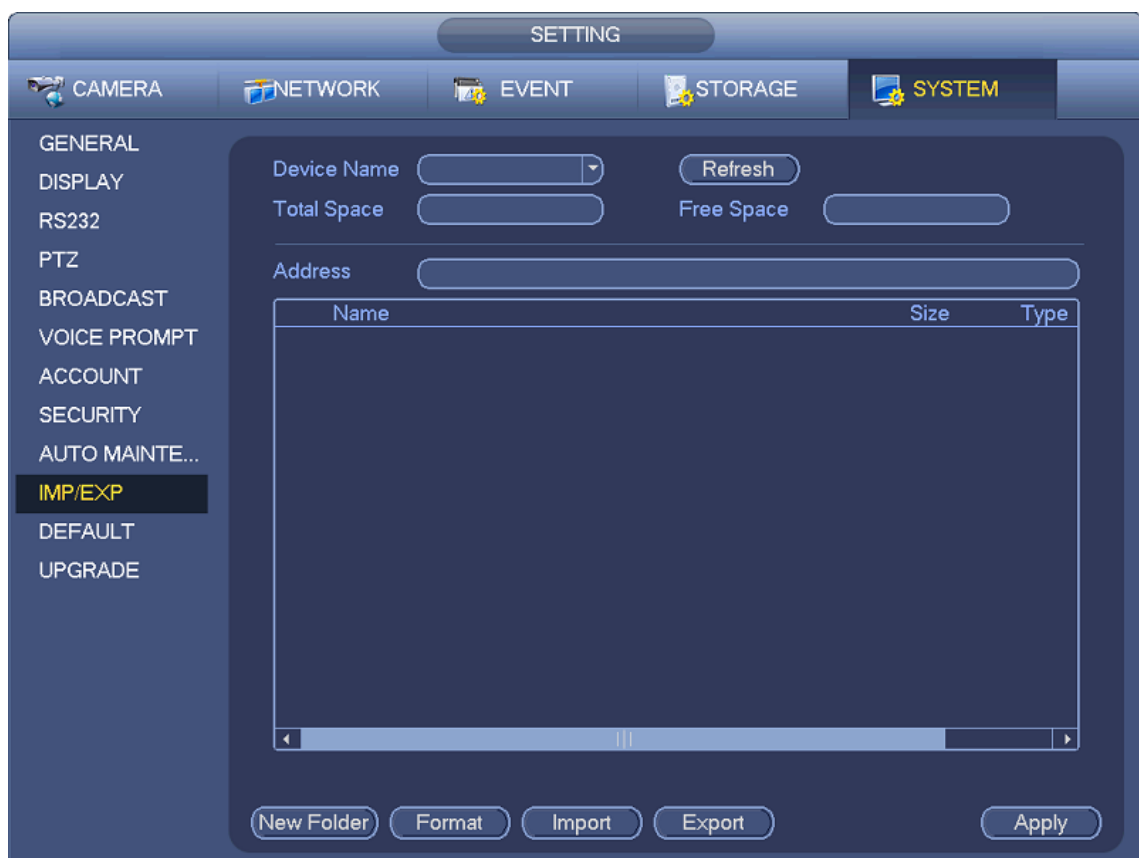 SETTING
CAMERA NETWORK EVENT STORAGE SYSTEM
GENERAL
DISPLAY
RS232
PTZ
BROADCAST
VOICE PROMPT
ACCOUNT
SECURITY
AUTO MAINTE...
IMP/EXP
DEFAULT
UPGRADE
Device Name Refresh
Total Space Free Space
Address
Name Size Type
New Folder Format Import Export Apply